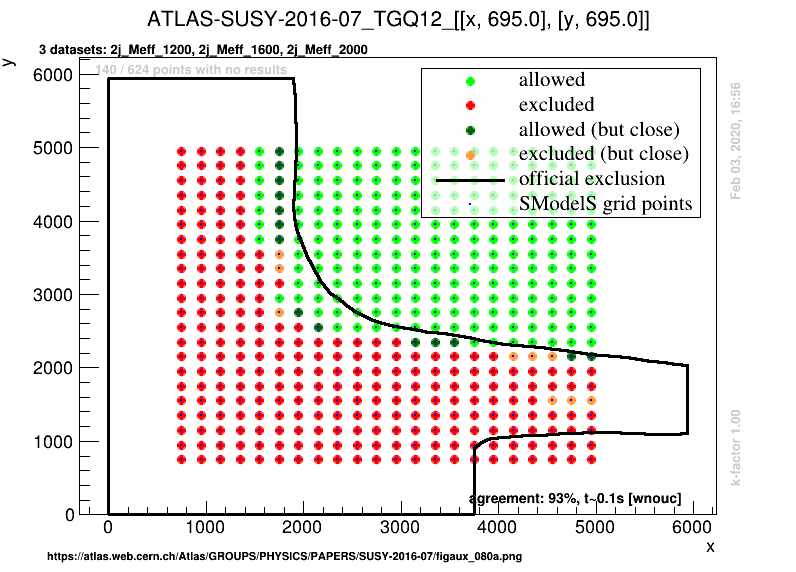 ATLAS-SUSY-2016-07_TGQ12_[[x, 695.0], [y, 695.0]]
3 datasets: 2j_Meff_1200, 2j_Meff_1600, 2j_Meff_2000
y
140 / 624 points with no results
6000
5000
4000
3000
2000
1000
0
allowed
excluded
allowed (but close)
excluded (but close)
official exclusion
SModelS grid points
Feb 03, 2020, 16:56
k-factor 1.00
agreement: 93%, t~0.1s [wnouc]
0 1000 2000 3000 4000 5000 6000
x
https://atlas.web.cern.ch/Atlas/GROUPS/PHYSICS/PAPERS/SUSY-2016-07/figaux_080a.png